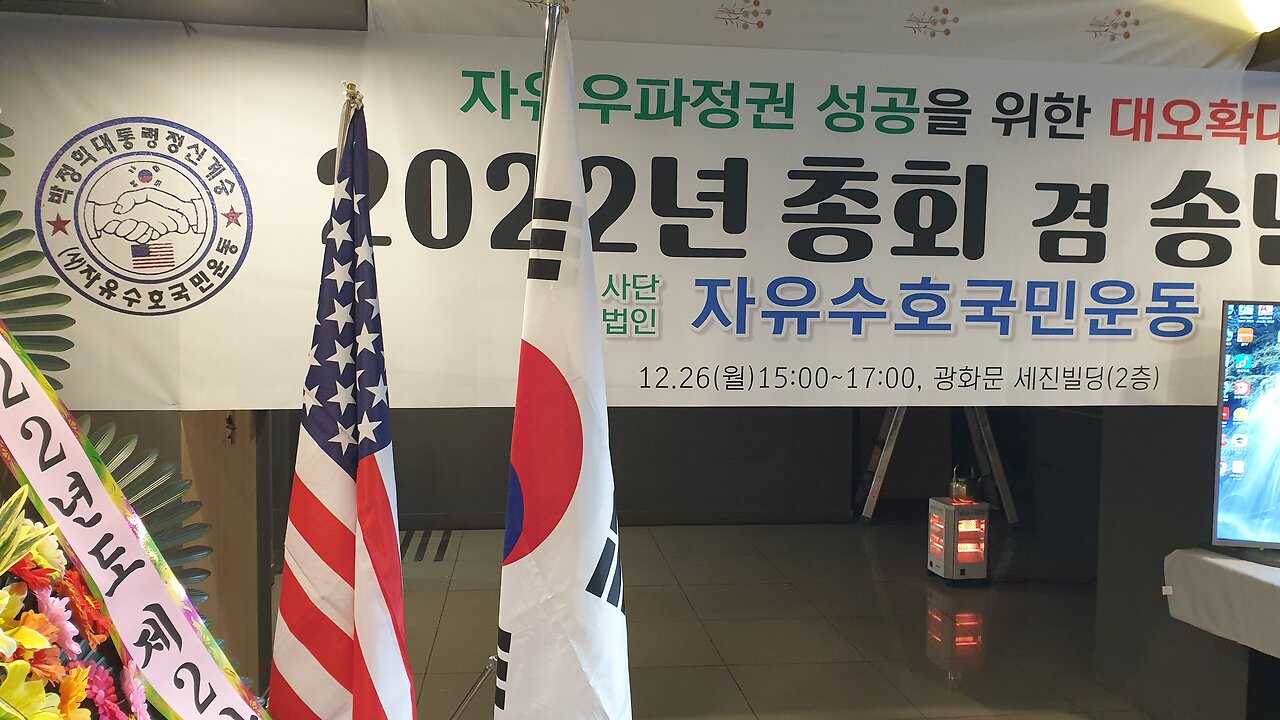 자유 우파정권 성공을 위한 대오확대
2022년 총회 겸 송년
사단
법인
자유수호국민운동
12.26(월)15:00~17:00, 광화문 세진빌딩(2층)
박정희대통령정신계승
(사)자유수호국민운동
22년도 제2